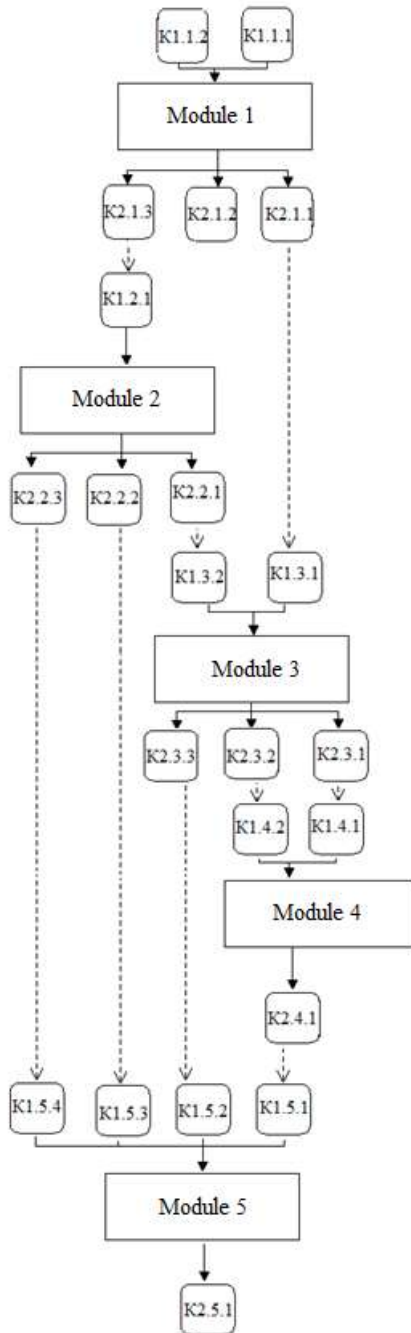 K1.1.2
K1.1.1
Module 1
K2.1.3
K2.1.2
K2.1.1
K1.2.1
Module 2
K2.2.3
K2.2.2
K2.2.1
K1.3.2
K1.3.1
Module 3
K2.3.3
K2.3.2
K2.3.1
K1.4.2
K1.4.1
Module 4
K2.4.1
K1.5.4
K1.5.3
K1.5.2
K1.5.1
Module 5
K2.5.1